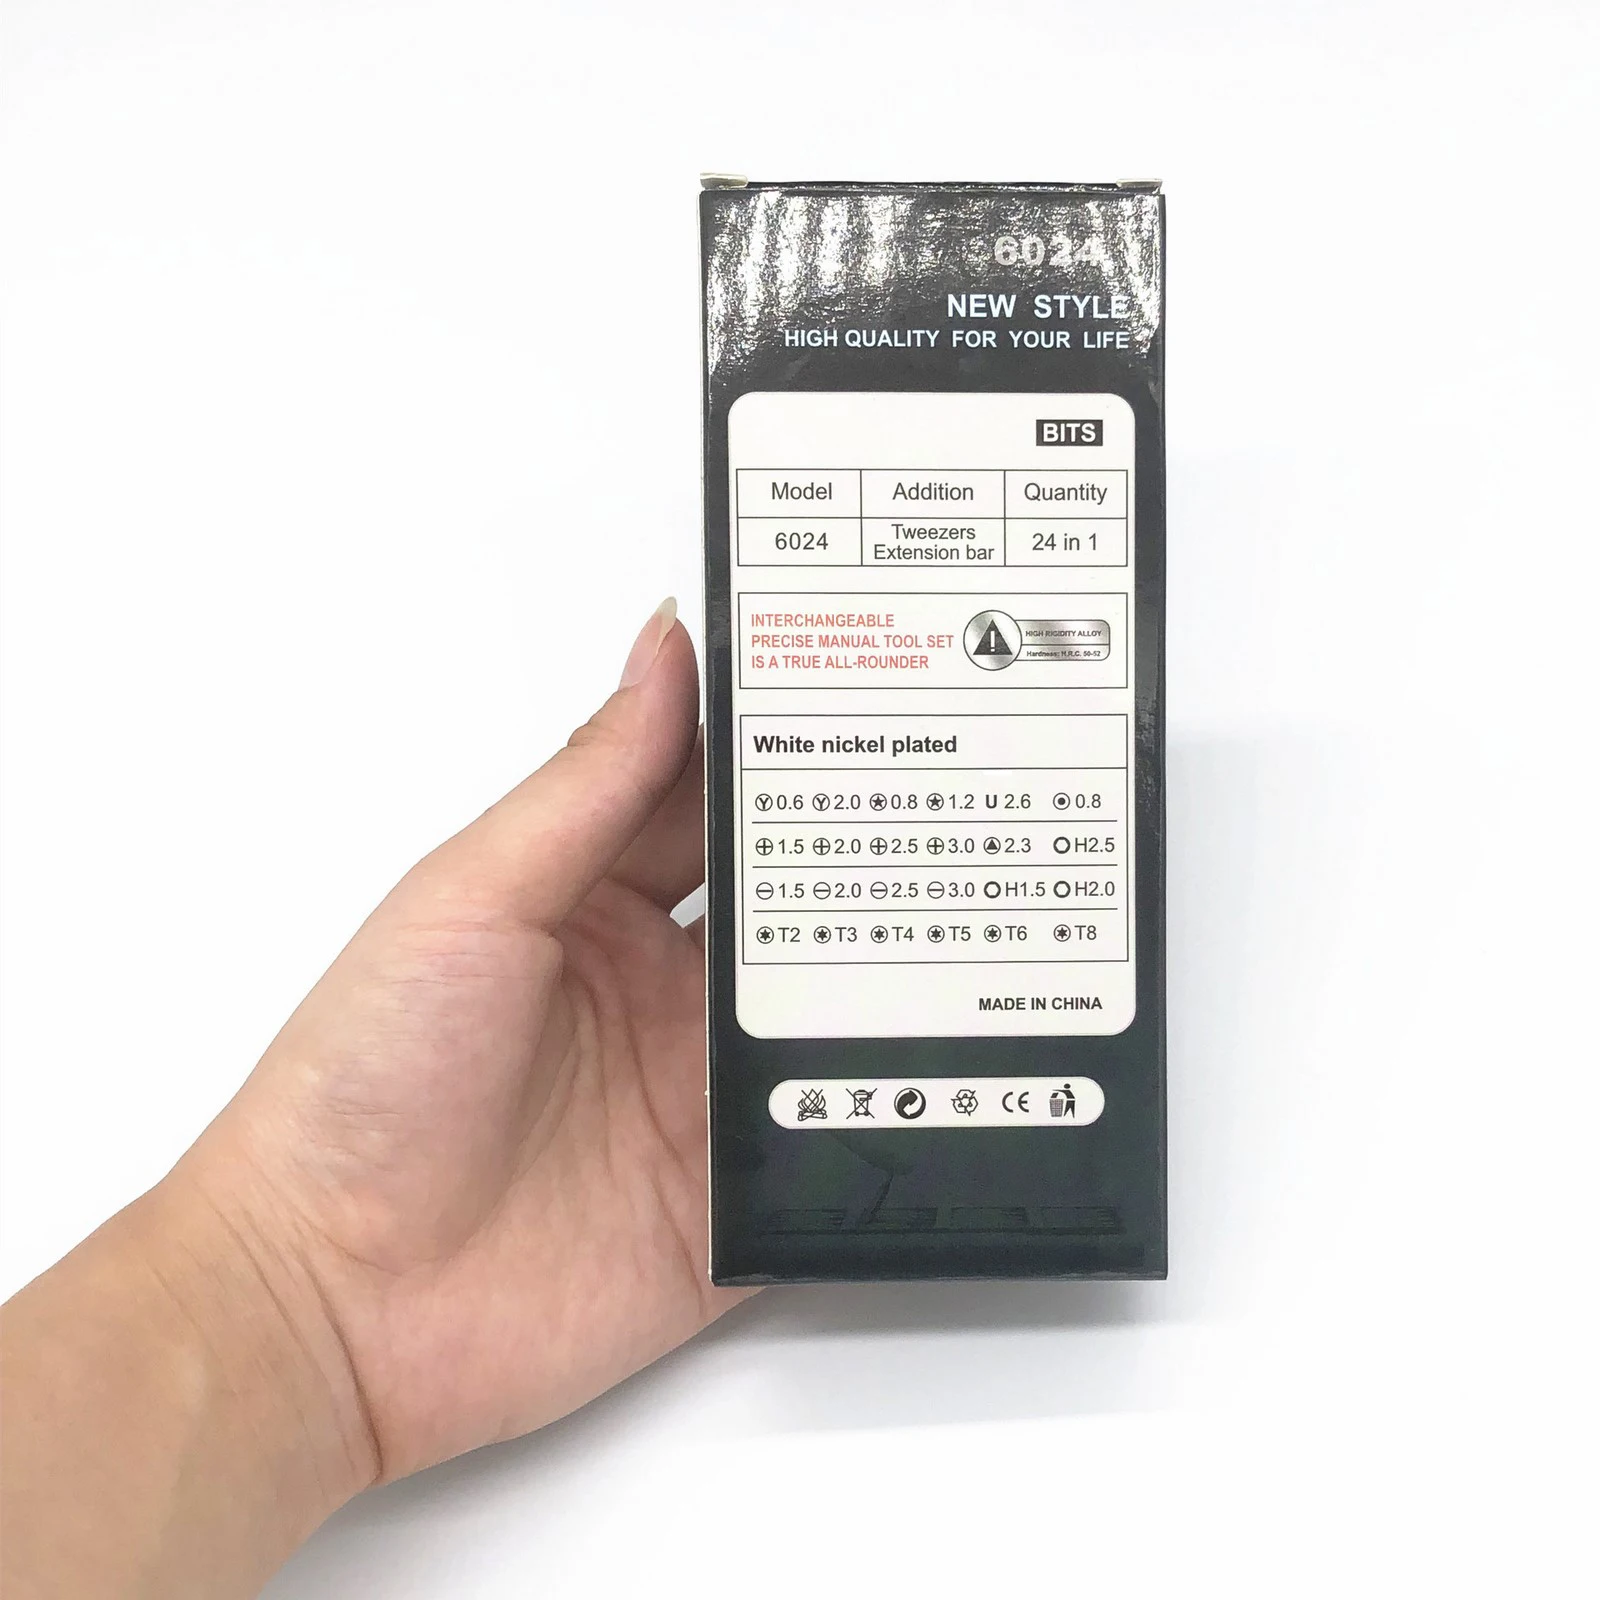 6024
NEW STYLE
HIGH QUALITY FOR YOUR LIFE
BITS
Model Addition Quantity
6024 Tweezers Extension bar 24 in 1
INTERCHANGEABLE
PRECISE MANUAL TOOL SET
IS A TRUE ALL-ROUNDER
HIGH RIGIDITY ALLOY
Hardness: H.R.C. 50-52
White nickel plated
Y 0.6 Y 2.0 0.8 1.2 U 2.6 0.8
1.5 2.0 2.5 3.0 2.3 H2.5
1.5 2.0 2.5 3.0 H1.5 H2.0
T2 T3 T4 T5 T6 T8
MADE IN CHINA
CE